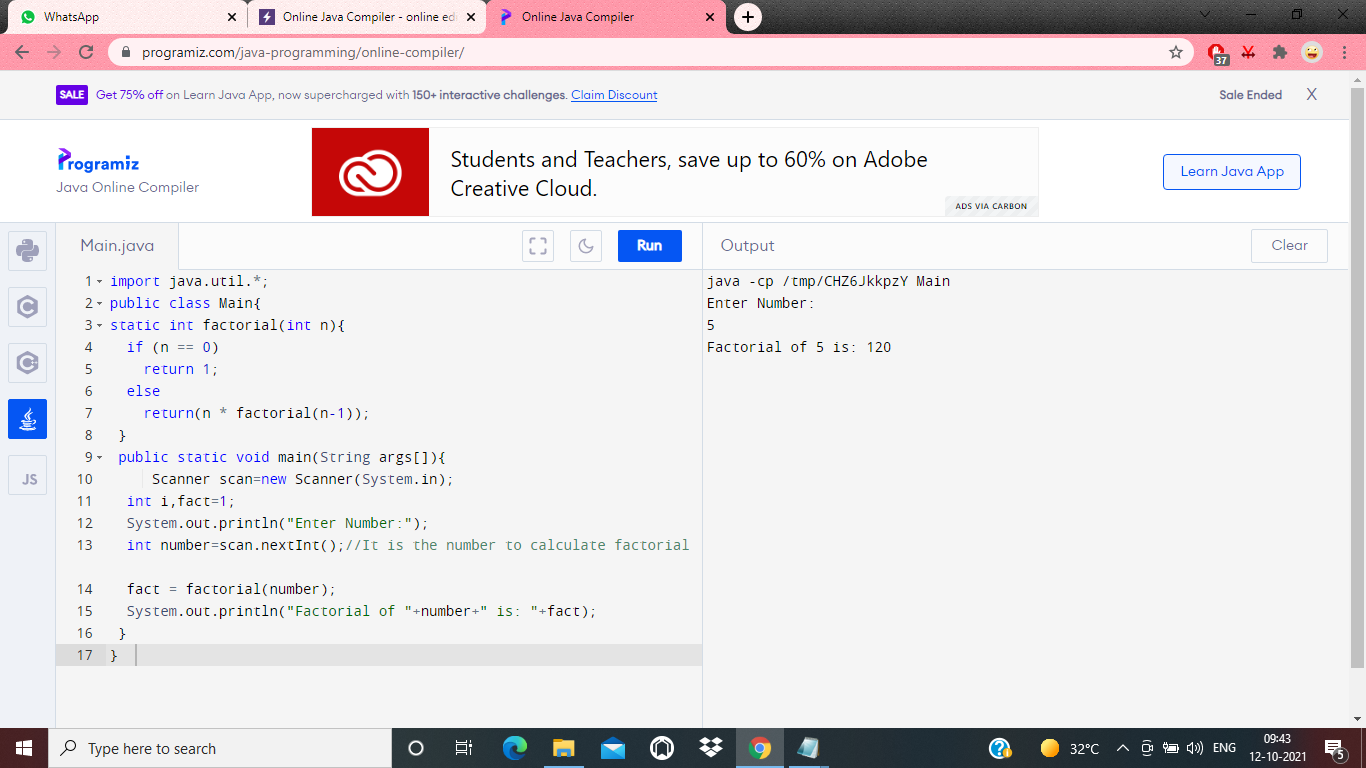 WhatsApp
Online Java Compiler - online edi
Online Java Compiler
programiz.com/java-programming/online-compiler/
37
SALE Get 75% off on Learn Java App, now supercharged with 150+ interactive challenges. Claim Discount
Sale Ended X
Programiz
Java Online Compiler
Students and Teachers, save up to 60% on Adobe
Creative Cloud.
ADS VIA CARBON
Learn Java App
Main.java
Run
Output
Clear
C
C
JS
1 import java.util.*;
2 public class Main{
3 static int factorial(int n){
4 if (n == 0)
5 return 1;
6 else
7 return(n * factorial(n-1));
8 }
9 public static void main(String args[]){
10 Scanner scan=new Scanner(System.in);
11 int i,fact=1;
12 System.out.println("Enter Number:");
13 int number=scan.nextInt();//It is the number to calculate factorial
14 fact = factorial(number);
15 System.out.println("Factorial of "+number+" is: "+fact);
16 }
17 }
java -cp /tmp/CHZ6JkkpzY Main
Enter Number:
5
Factorial of 5 is: 120
Type here to search
32°C
ENG
09:43
12-10-2021
5